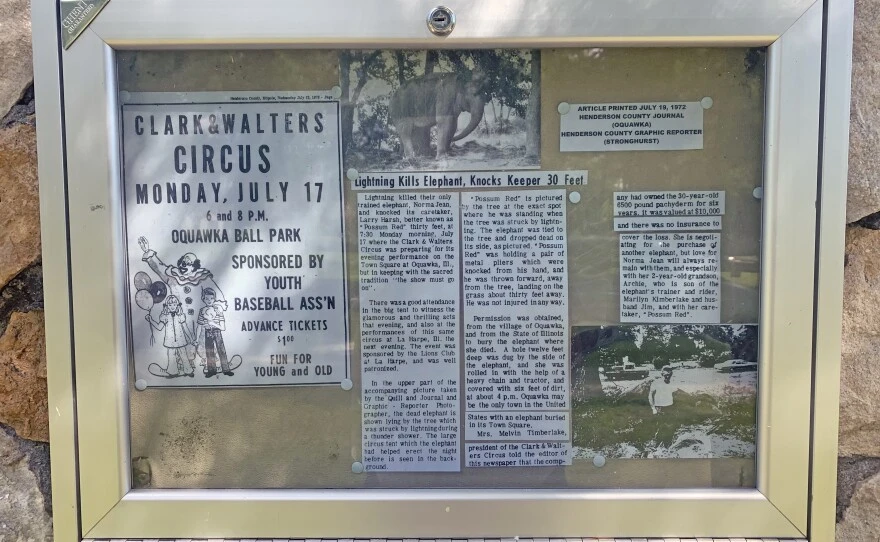 CLARK & WALTERS
CIRCUS
MONDAY, JULY 17
6 and 8 P.M.
OQUAWKA BALL PARK
SPONSORED BY
YOUTH
BASEBALL ASS'N
ADVANCE TICKETS
$1.00
FUN FOR
YOUNG and OLD
Lightning Kills Elephant, Knocks Keeper 30 Feet
Lightning killed their only
trained elephant, Norma Jean,
and knocked its caretaker,
Larry Harsh, better known as
"Possum Red" thirty feet, at
7:30 Monday morning, July
17 where the Clark & Walters
Circus was preparing for its
evening performance on the
Town Square at Oquawka, Ill.,
but in keeping with the sacred
tradition "the show must go
on".
There was a good attendance
in the big tent to witness the
glamorous and thrilling acts
that evening, and also at the
performances of this same
circus at La Harpe, Ill. the
next evening. The event was
sponsored by the Lions Club
at La Harpe, and was well
patronized.
In the upper part of the
accompanying picture taken
by the Quill and Journal and
Graphic - Reporter Photo-
grapher, the dead elephant is
shown lying by the tree which
was struck by lightning during
a thunder shower. The large
circus tent which the elephant
had helped erect the night
before is seen in the back-
ground.
"Possum Red" is pictured
by the tree at the exact spot
where he was standing when
the tree was struck by lightn-
ing. The elephant was tied to
the tree and dropped dead on
its side, as pictured. "Possum
Red" was holding a pair of
metal pliers which were
knocked from his hand, and
he was thrown forward, away
from the tree, landing on the
grass about thirty feet away.
He was not injured in any way.
Permission was obtained,
from the village of Oquawka,
and from the State of Illinois
to bury the elephant where
she died. A hole twelve feet
deep was dug by the side of
the elephant, and she was
rolled in with the help of a
heavy chain and tractor, and
covered with six feet of dirt,
at about 4 p.m. Oquawka may
be the only town in the United
States with an elephant buried
in its Town Square.
Mrs. Melvin Timberlake,
president of the Clark & Walt-
ers Circus told the editor of
this newspaper that the comp-
ARTICLE PRINTED JULY 19, 1972
HENDERSON COUNTY JOURNAL
(OQUAWKA)
HENDERSON COUNTY GRAPHIC REPORTER
(STRONGHURST)
any had owned the 30-year-old
6500 pound pachyderm for six
years. It was valued at $10,000
and there was no insurance to
cover the loss. She is negoti-
ating for the purchase of
another elephant, but love for
Norma Jean will always re-
main with them, and especially
with her 2-year-old grandson,
Archie, who is son of the
elephant's trainer and rider,
Marilyn Kimberlake and hus-
band Jim, and with her care-
taker, "Possum Red".